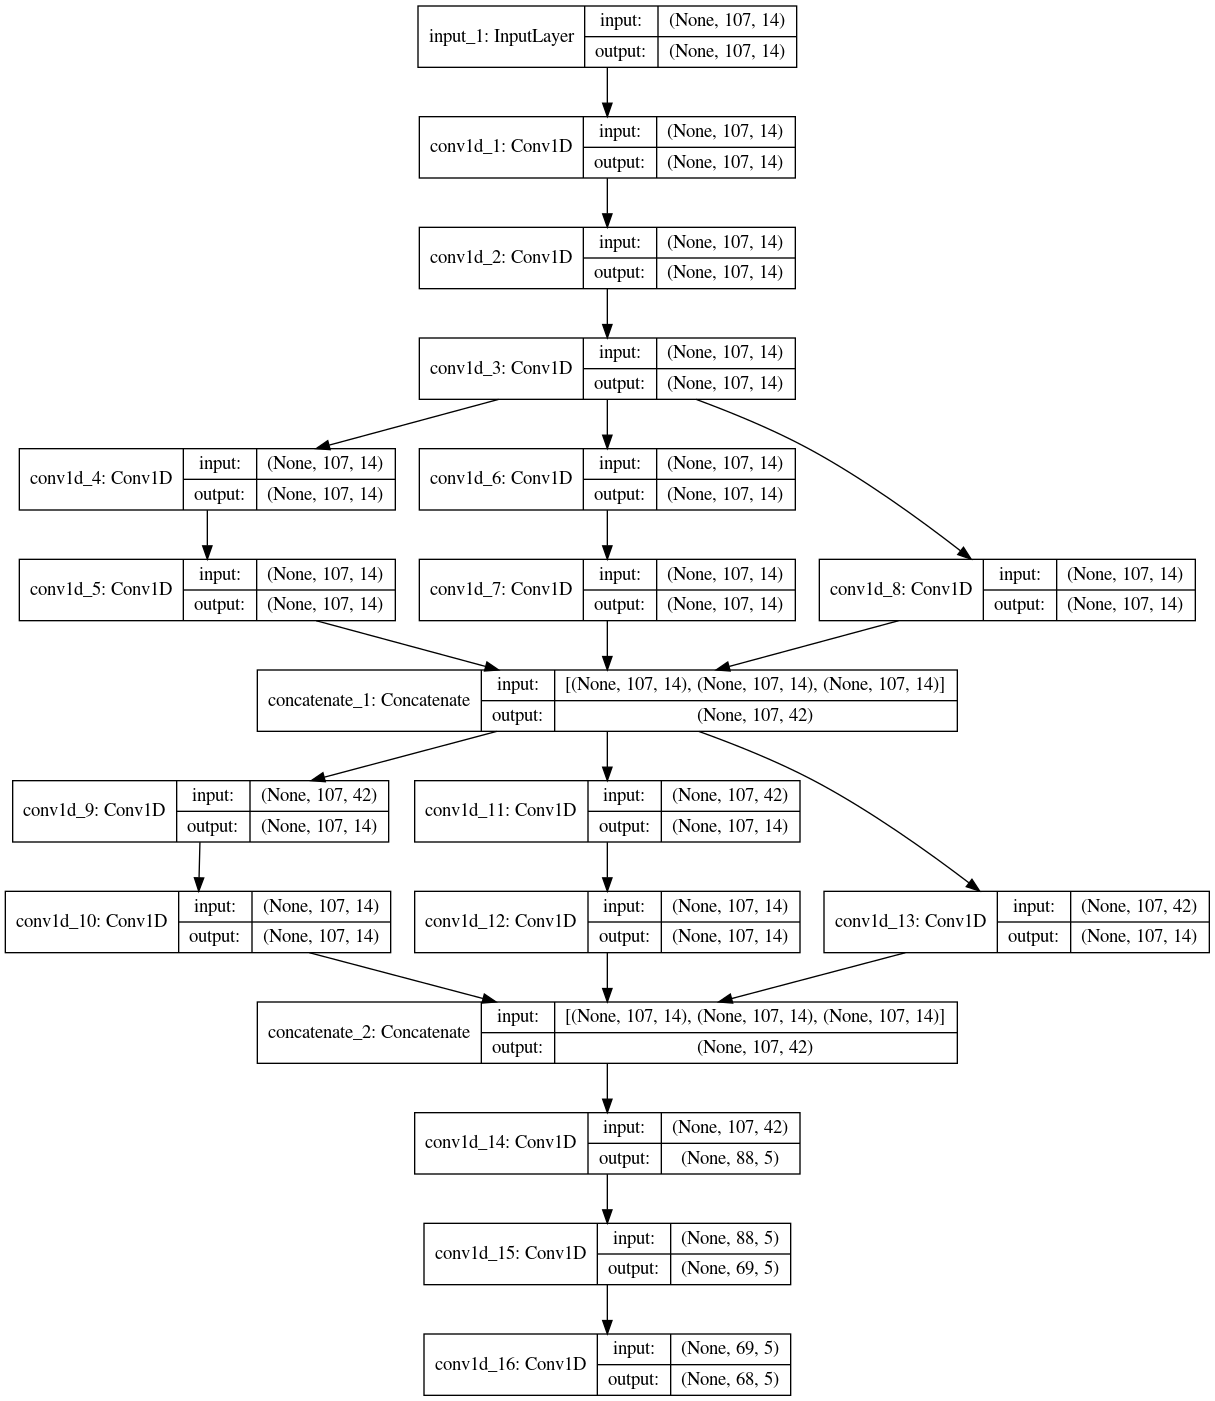 input_1: InputLayer
input: (None, 107, 14)
output: (None, 107, 14)
conv1d_1: Conv1D
input: (None, 107, 14)
output: (None, 107, 14)
conv1d_2: Conv1D
input: (None, 107, 14)
output: (None, 107, 14)
conv1d_3: Conv1D
input: (None, 107, 14)
output: (None, 107, 14)
conv1d_4: Conv1D
input: (None, 107, 14)
output: (None, 107, 14)
conv1d_6: Conv1D
input: (None, 107, 14)
output: (None, 107, 14)
conv1d_5: Conv1D
input: (None, 107, 14)
output: (None, 107, 14)
conv1d_7: Conv1D
input: (None, 107, 14)
output: (None, 107, 14)
conv1d_8: Conv1D
input: (None, 107, 14)
output: (None, 107, 14)
concatenate_1: Concatenate
input: [(None, 107, 14), (None, 107, 14), (None, 107, 14)]
output: (None, 107, 42)
conv1d_9: Conv1D
input: (None, 107, 42)
output: (None, 107, 14)
conv1d_11: Conv1D
input: (None, 107, 42)
output: (None, 107, 14)
conv1d_10: Conv1D
input: (None, 107, 14)
output: (None, 107, 14)
conv1d_12: Conv1D
input: (None, 107, 14)
output: (None, 107, 14)
conv1d_13: Conv1D
input: (None, 107, 42)
output: (None, 107, 14)
concatenate_2: Concatenate
input: [(None, 107, 14), (None, 107, 14), (None, 107, 14)]
output: (None, 107, 42)
conv1d_14: Conv1D
input: (None, 107, 42)
output: (None, 88, 5)
conv1d_15: Conv1D
input: (None, 88, 5)
output: (None, 69, 5)
conv1d_16: Conv1D
input: (None, 69, 5)
output: (None, 68, 5)